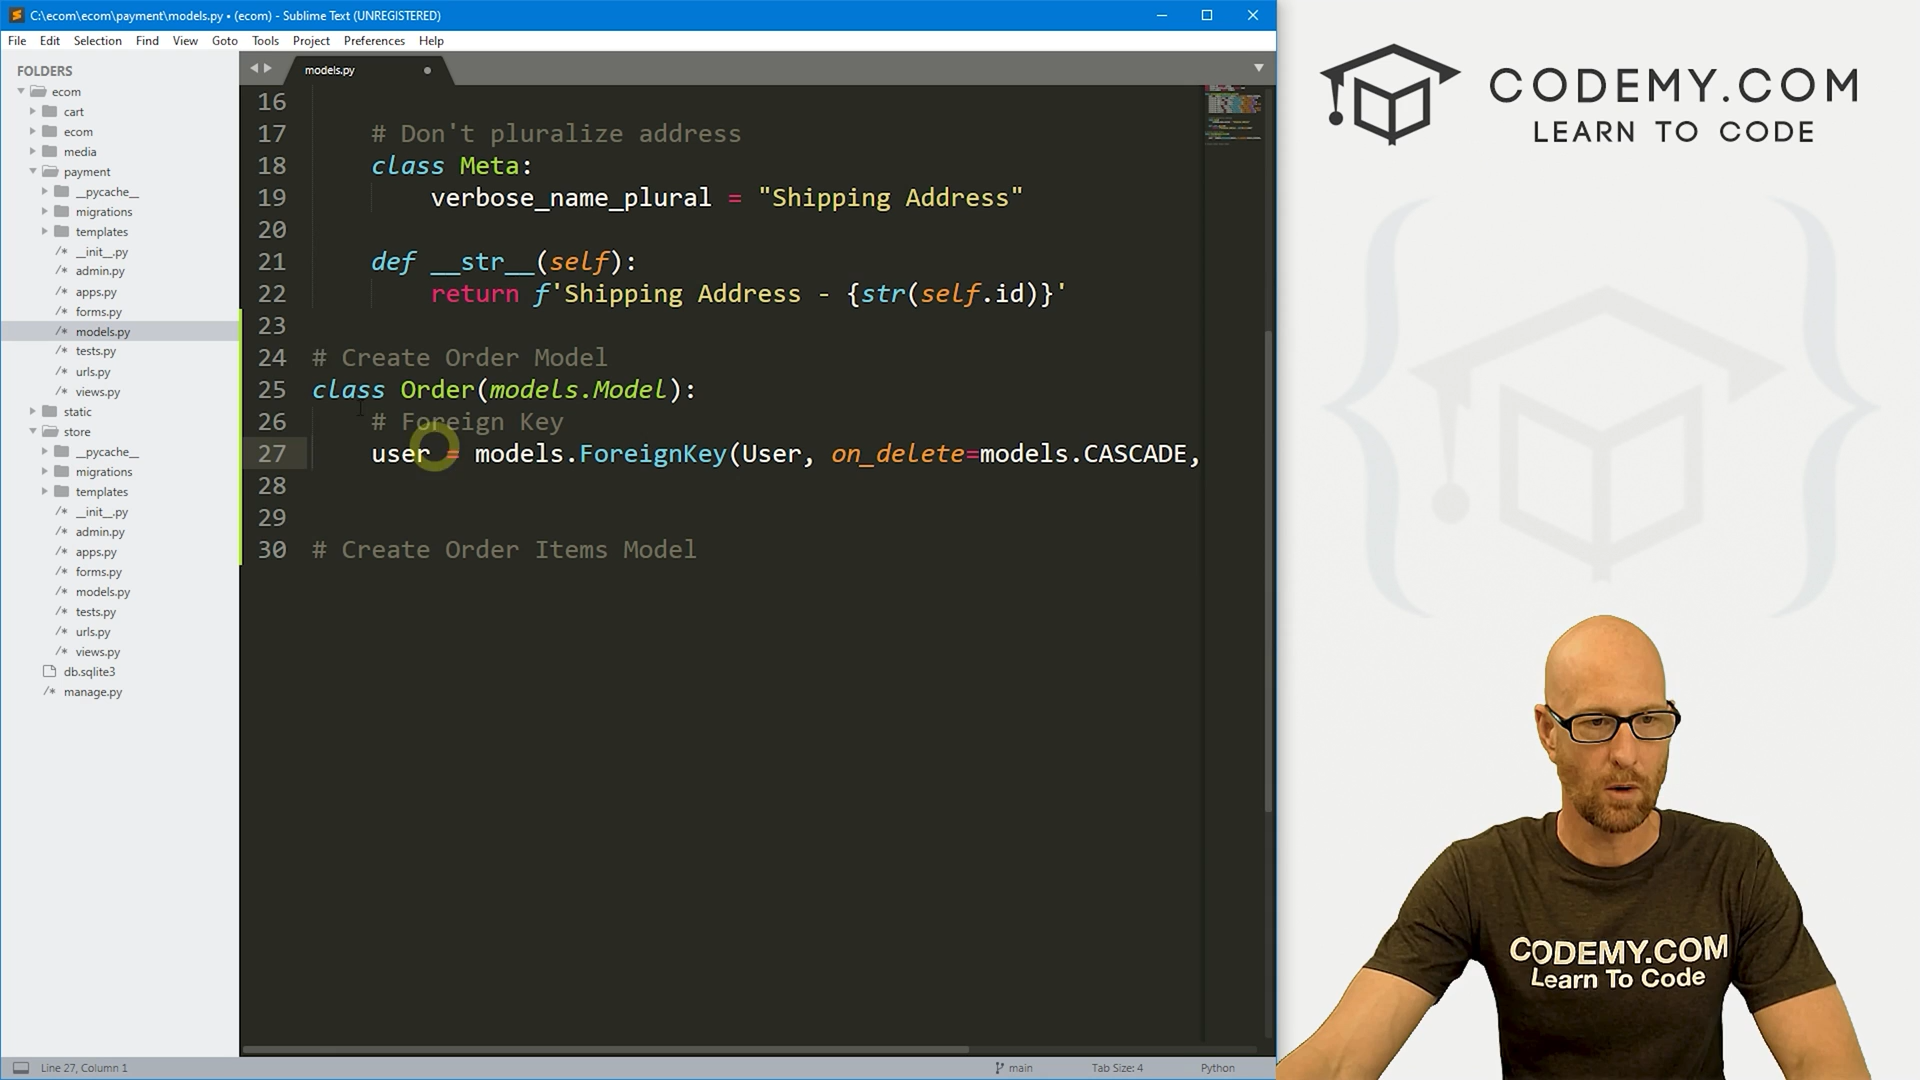 C:\ecom\ecom\payment\models.py • (ecom) - Sublime Text (UNREGISTERED)
File Edit Selection Find View Goto Tools Project Preferences Help
FOLDERS
ecom
cart
ecom
media
payment
__pycache__
migrations
templates
/* __init__.py
/* admin.py
/* apps.py
/* forms.py
/* models.py
/* tests.py
/* urls.py
/* views.py
static
store
__pycache__
migrations
templates
/* __init__.py
/* admin.py
/* apps.py
/* forms.py
/* models.py
/* tests.py
/* urls.py
/* views.py
db.sqlite3
/* manage.py
models.py
16
17 # Don't pluralize address
18 class Meta:
19 verbose_name_plural = "Shipping Address"
20
21 def __str__(self):
22 return f'Shipping Address - {str(self.id)}'
23
24 # Create Order Model
25 class Order(models.Model):
26 # Foreign Key
27 user = models.ForeignKey(User, on_delete=models.CASCADE,
28
29
30 # Create Order Items Model
Line 27, Column 1
main
Tab Size: 4
Python
CODEMY.COM
LEARN TO CODE
CODEMY.COM
Learn To Code